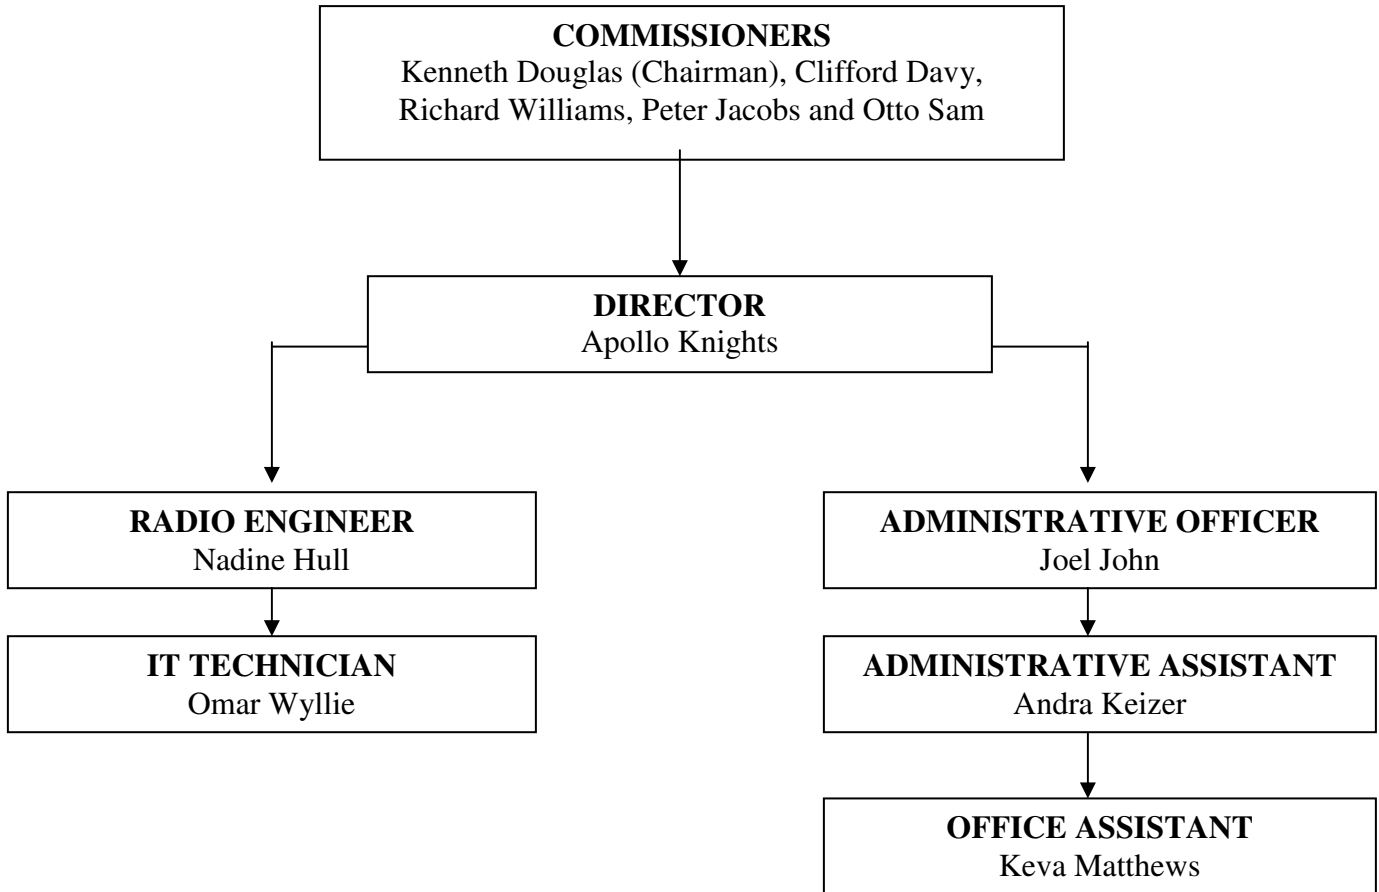 COMMISSIONERS
Kenneth Douglas (Chairman), Clifford Davy,
Richard Williams, Peter Jacobs and Otto Sam
DIRECTOR
Apollo Knights
RADIO ENGINEER
Nadine Hull
ADMINISTRATIVE OFFICER
Joel John
IT TECHNICIAN
Omar Wyllie
ADMINISTRATIVE ASSISTANT
Andra Keizer
OFFICE ASSISTANT
Keva Matthews